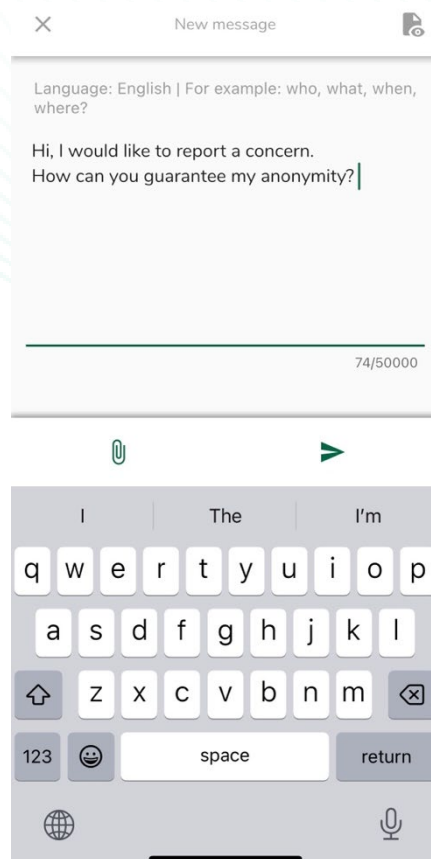 New message
Language: English | For example: who, what, when,
where?
Hi, I would like to report a concern.
How can you guarantee my anonymity?
74/50000
I The I'm
q w e r t y u i o p
a s d f g h j k l
z x c v b n m
123 space return